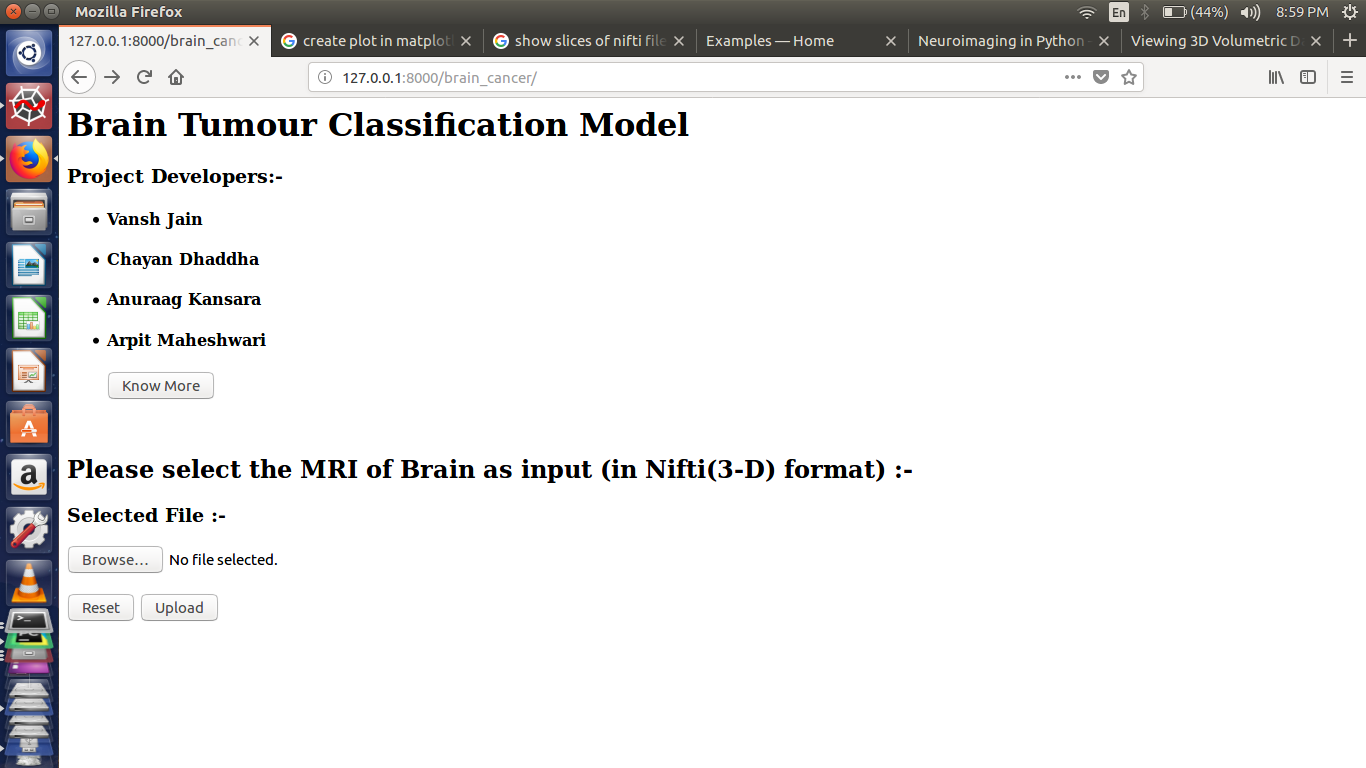 Mozilla Firefox
En
(44%)
8:59 PM
127.0.0.1:8000/brain_canc
create plot in matplotl
show slices of nifti file
Examples — Home
Neuroimaging in Python -
Viewing 3D Volumetric D
127.0.0.1:8000/brain_cancer/
Brain Tumour Classification Model
Project Developers:-
• Vansh Jain
• Chayan Dhaddha
• Anuraag Kansara
• Arpit Maheshwari
Know More
Please select the MRI of Brain as input (in Nifti(3-D) format) :-
Selected File :-
Browse... No file selected.
Reset Upload